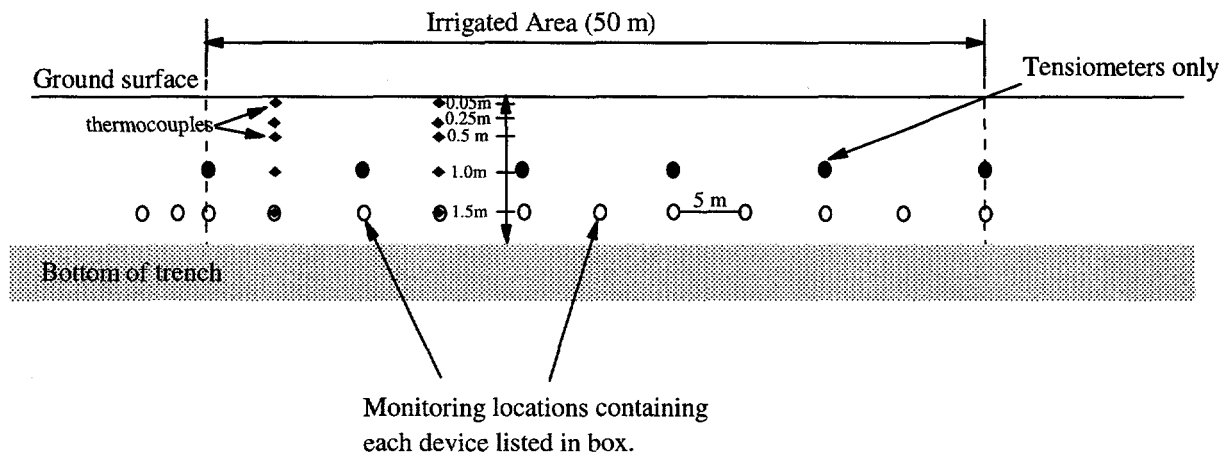 Irrigated Area (50 m)
Ground surface
Tensiometers only
thermocouples
0.05m
0.25m
0.5 m
1.0m
1.5m
5 m
Bottom of trench
Monitoring locations containing
each device listed in box.